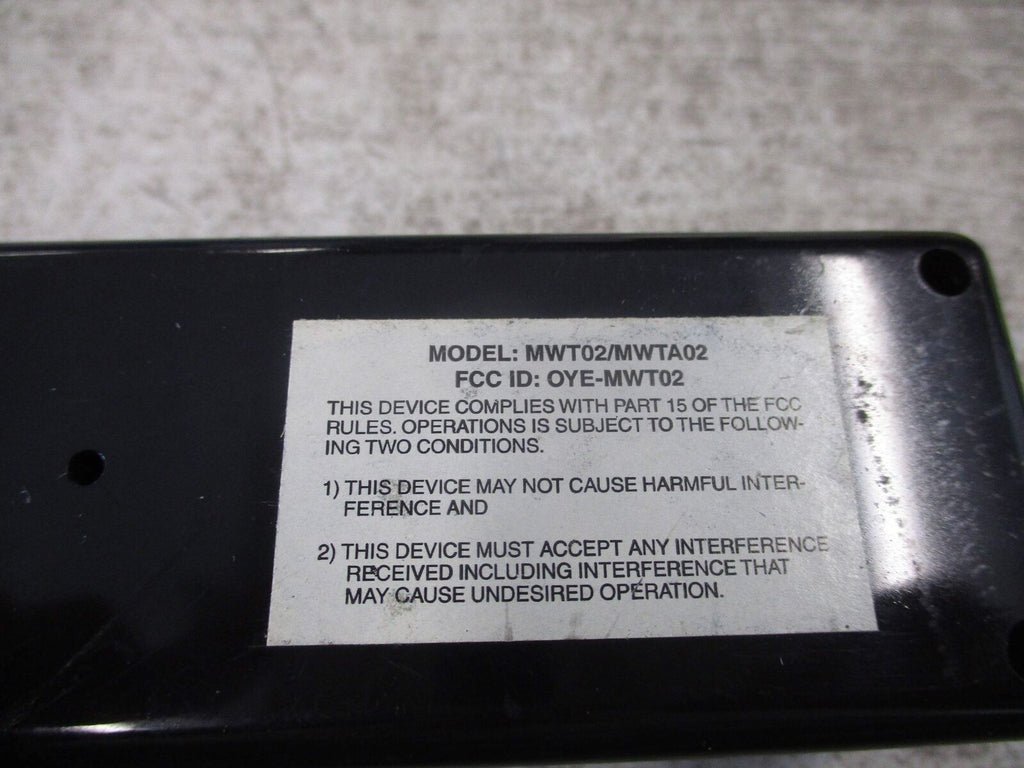 MODEL: MWT02/MWTA02
FCC ID: OYE-MWT02
THIS DEVICE COMPLIES WITH PART 15 OF THE FCC
RULES. OPERATIONS IS SUBJECT TO THE FOLLOW-
ING TWO CONDITIONS.
1) THIS DEVICE MAY NOT CAUSE HARMFUL INTER-
FERENCE AND
2) THIS DEVICE MUST ACCEPT ANY INTERFERENCE
RECEIVED INCLUDING INTERFERENCE THAT
MAY CAUSE UNDESIRED OPERATION.